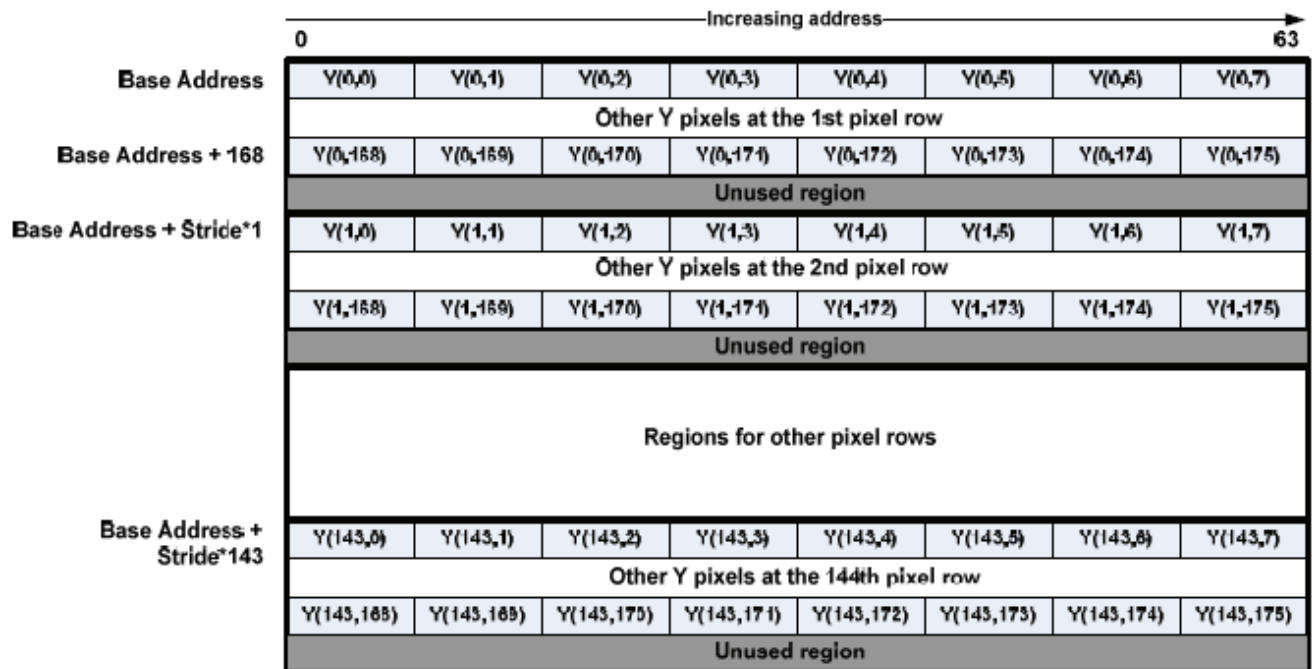 Increasing address
0 63
Base Address Y(0,0) Y(0,1) Y(0,2) Y(0,3) Y(0,4) Y(0,5) Y(0,6) Y(0,7)
Other Y pixels at the 1st pixel row
Base Address + 168 Y(0,168) Y(0,169) Y(0,170) Y(0,171) Y(0,172) Y(0,173) Y(0,174) Y(0,175)
Unused region
Base Address + Stride*1 Y(1,0) Y(1,1) Y(1,2) Y(1,3) Y(1,4) Y(1,5) Y(1,6) Y(1,7)
Other Y pixels at the 2nd pixel row
Y(1,168) Y(1,169) Y(1,170) Y(1,171) Y(1,172) Y(1,173) Y(1,174) Y(1,175)
Unused region
Regions for other pixel rows
Base Address +
Stride*143
Y(143,0) Y(143,1) Y(143,2) Y(143,3) Y(143,4) Y(143,5) Y(143,6) Y(143,7)
Other Y pixels at the 144th pixel row
Y(143,168) Y(143,169) Y(143,170) Y(143,171) Y(143,172) Y(143,173) Y(143,174) Y(143,175)
Unused region